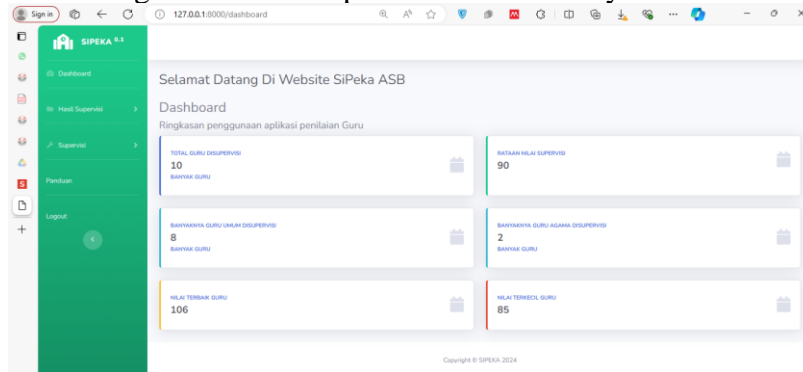 Sign in
127.0.0.1:8000/dashboard
SIPEKA 0.1
Dashboard
Hasil Supervisi
Supervisi
Panduan
Logout
Selamat Datang Di Website SiPeka ASB
Dashboard
Ringkasan penggunaan aplikasi penilaian Guru
TOTAL GURU DISUPERVISI
10
BANYAK GURU
RATAAN NILAI SUPERVISI
90
BANYAKNYA GURU UMUM DISUPERVISI
8
BANYAK GURU
BANYAKNYA GURU AGAMA DISUPERVISI
2
BANYAK GURU
NILAI TERBAIK GURU
106
NILAI TERKECIL GURU
85
Copyright © SIPEKA 2024